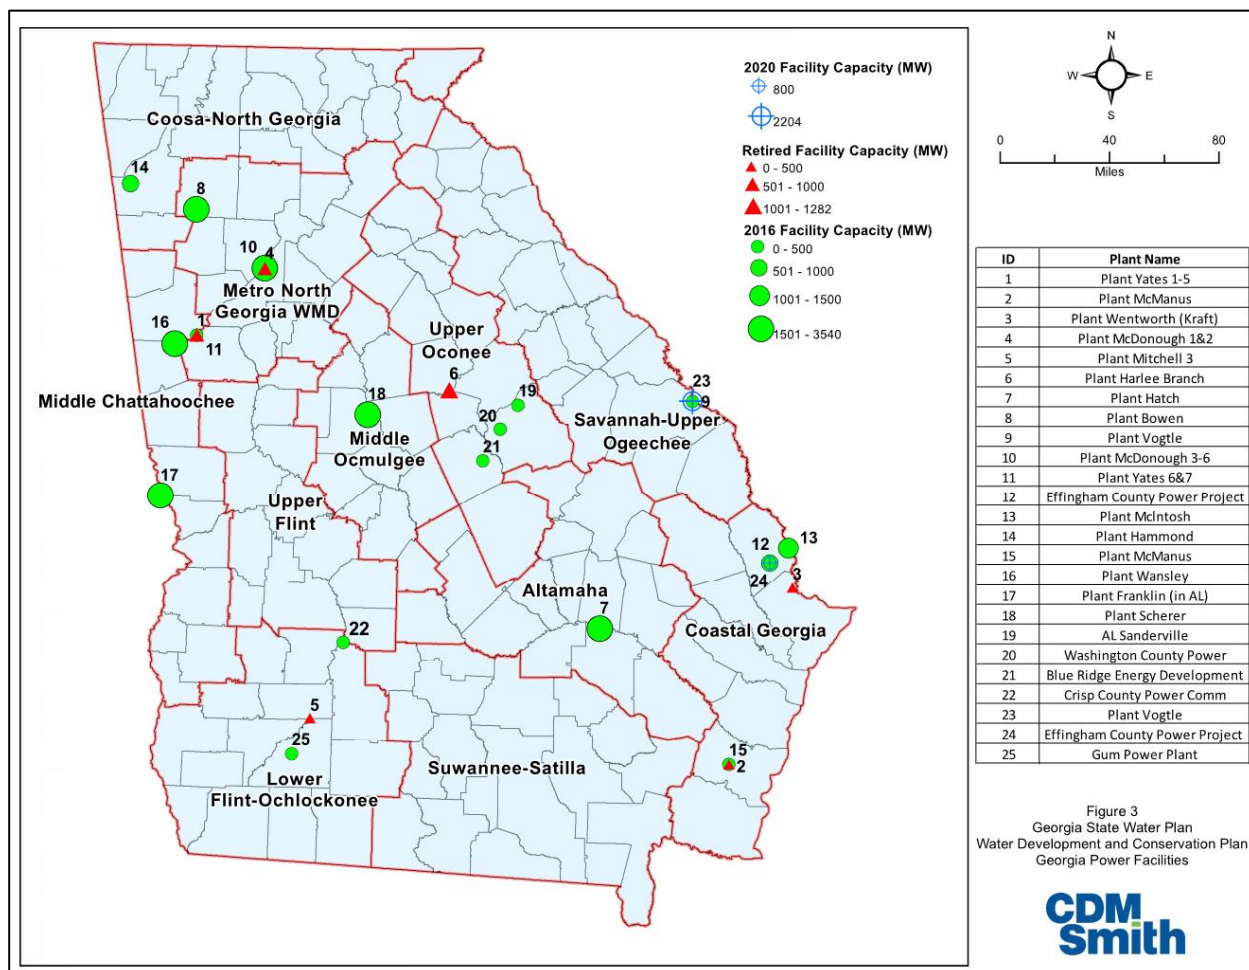 Coosa-North Georgia
14
8
10
4
Metro North
Georgia WMD
16
1
11
Upper
Oconee
6
19
20
21
Middle Chattahoochee
18
Middle
Ocmulgee
23
9
Savannah-Upper
Ogeechee
17
Upper
Flint
12
13
24
3
Altamaha
7
Coastal Georgia
22
5
25
Lower
Flint-Ochlockonee
Suwannee-Satilla
15
2
2020 Facility Capacity (MW)
800
2204
Retired Facility Capacity (MW)
0 - 500
501 - 1000
1001 - 1282
2016 Facility Capacity (MW)
0 - 500
501 - 1000
1001 - 1500
1501 - 3540
N
W E
S
0 40 80
Miles
ID Plant Name
1 Plant Yates 1-5
2 Plant McManus
3 Plant Wentworth (Kraft)
4 Plant McDonough 1&2
5 Plant Mitchell 3
6 Plant Harlee Branch
7 Plant Hatch
8 Plant Bowen
9 Plant Vogtle
10 Plant McDonough 3-6
11 Plant Yates 6&7
12 Effingham County Power Project
13 Plant McIntosh
14 Plant Hammond
15 Plant McManus
16 Plant Wansley
17 Plant Franklin (in AL)
18 Plant Scherer
19 AL Sanderville
20 Washington County Power
21 Blue Ridge Energy Development
22 Crisp County Power Comm
23 Plant Vogtle
24 Effingham County Power Project
25 Gum Power Plant
Figure 3
Georgia State Water Plan
Water Development and Conservation Plan
Georgia Power Facilities
CDM
Smith